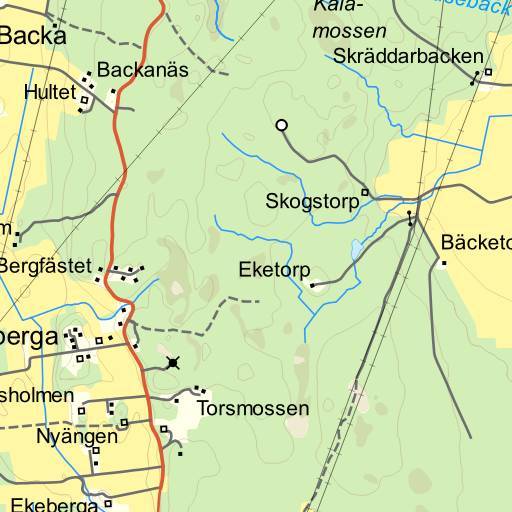 Kala-
mossen
Backa
Skräddarbacken
Backanäs
Hultet
Skogstorp
Bäcketo
Bergfästet
Eketorp
berga
sholmen
Torsmossen
Nyängen
Ekeberga